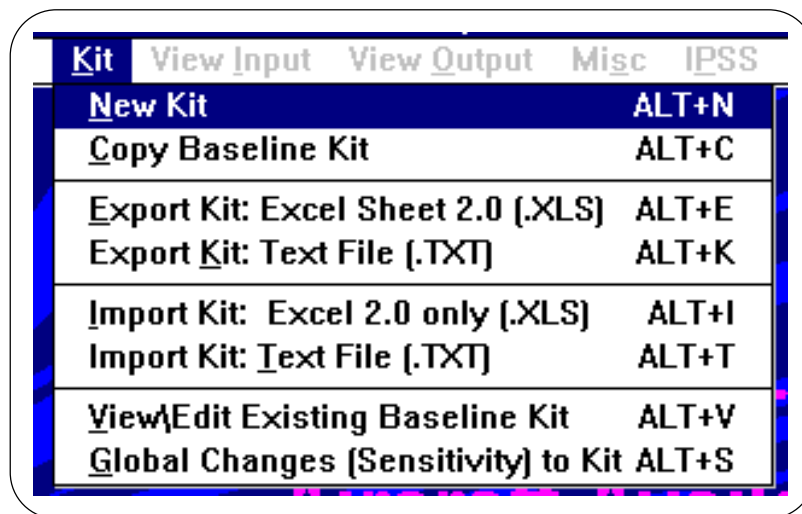 Kit View Input View Output Misc IPSS
New Kit ALT+N
Copy Baseline Kit ALT+C
Export Kit: Excel Sheet 2.0 (.XLS) ALT+E
Export Kit: Text File (.TXT) ALT+K
Import Kit: Excel 2.0 only (.XLS) ALT+I
Import Kit: Text File (.TXT) ALT+T
View\Edit Existing Baseline Kit ALT+V
Global Changes (Sensitivity) to Kit ALT+S